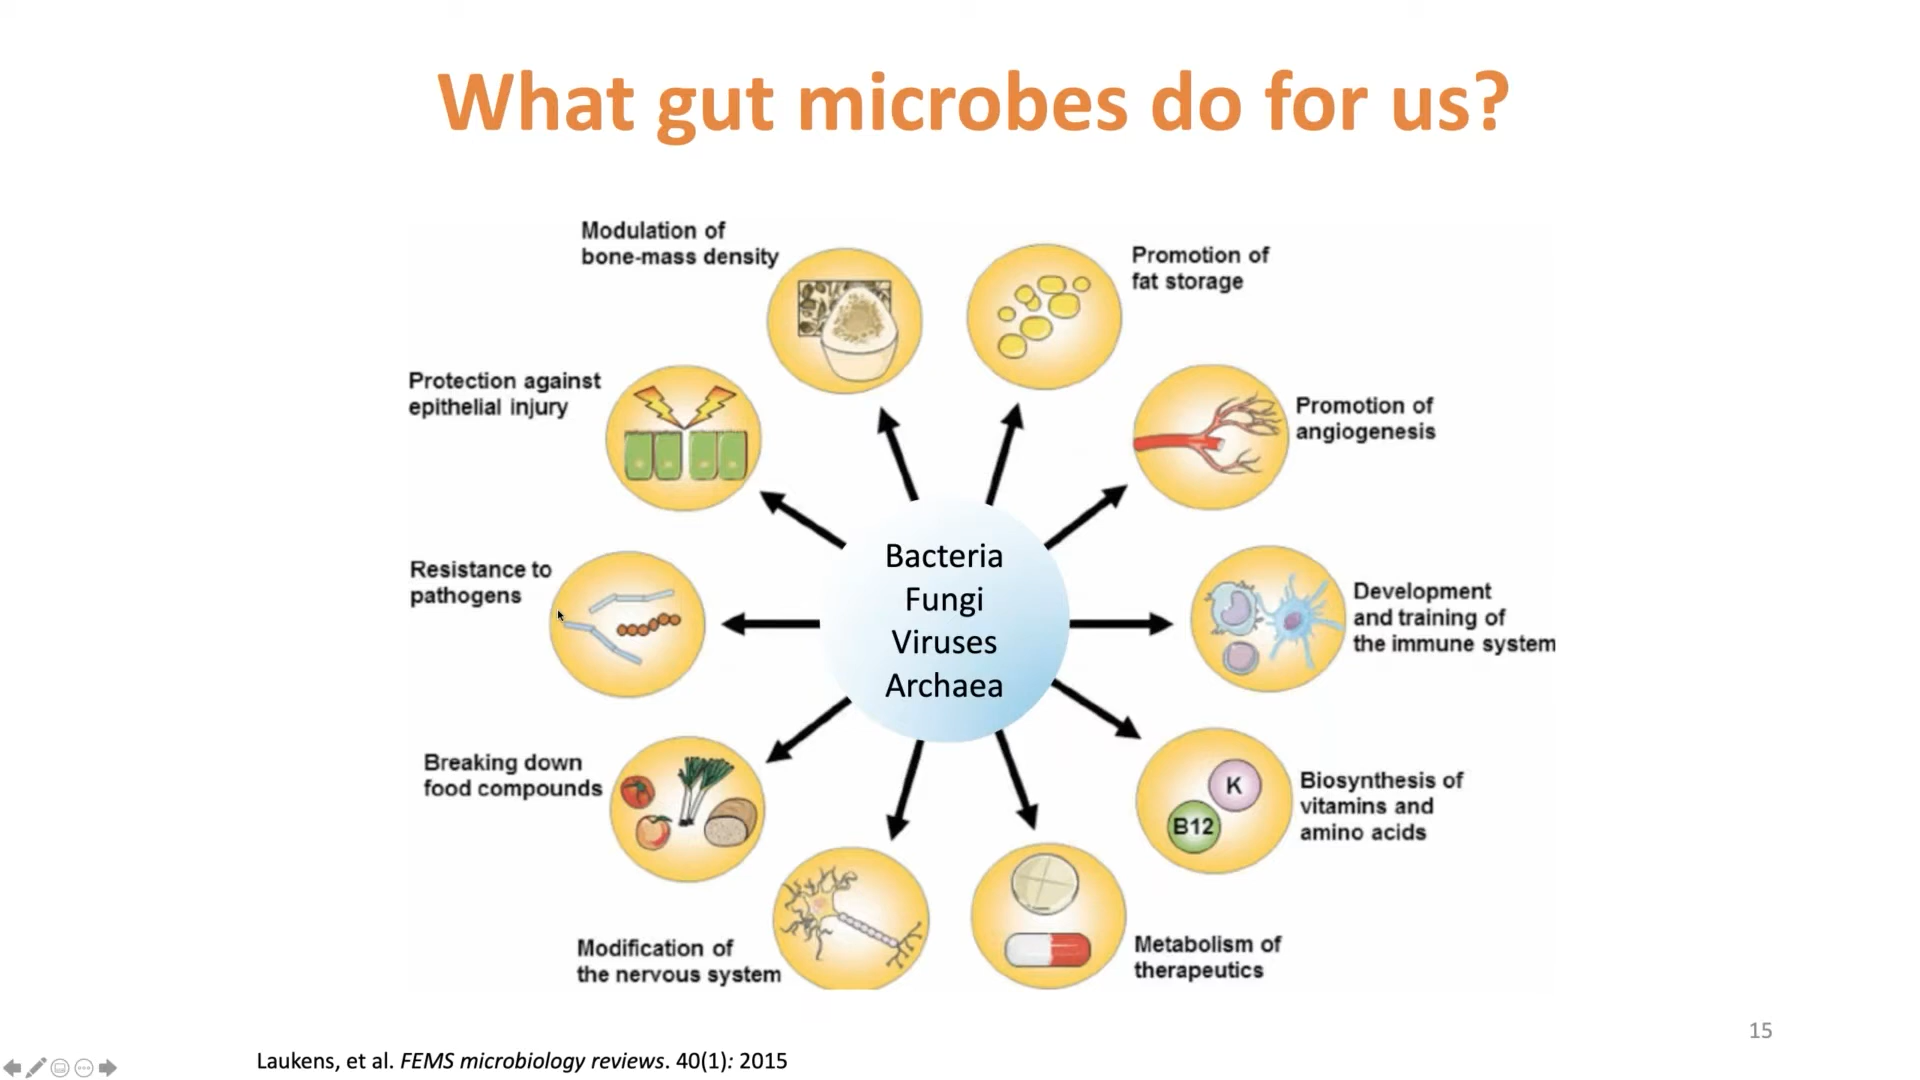 What gut microbes do for us?
Modulation of
bone-mass density
Promotion of
fat storage
Protection against
epithelial injury
Promotion of
angiogenesis
Resistance to
pathogens
Bacteria
Fungi
Viruses
Archaea
Development
and training of
the immune system
Breaking down
food compounds
K
B12
Biosynthesis of
vitamins and
amino acids
Modification of
the nervous system
Metabolism of
therapeutics
15
Laukens, et al. FEMS microbiology reviews. 40(1): 2015